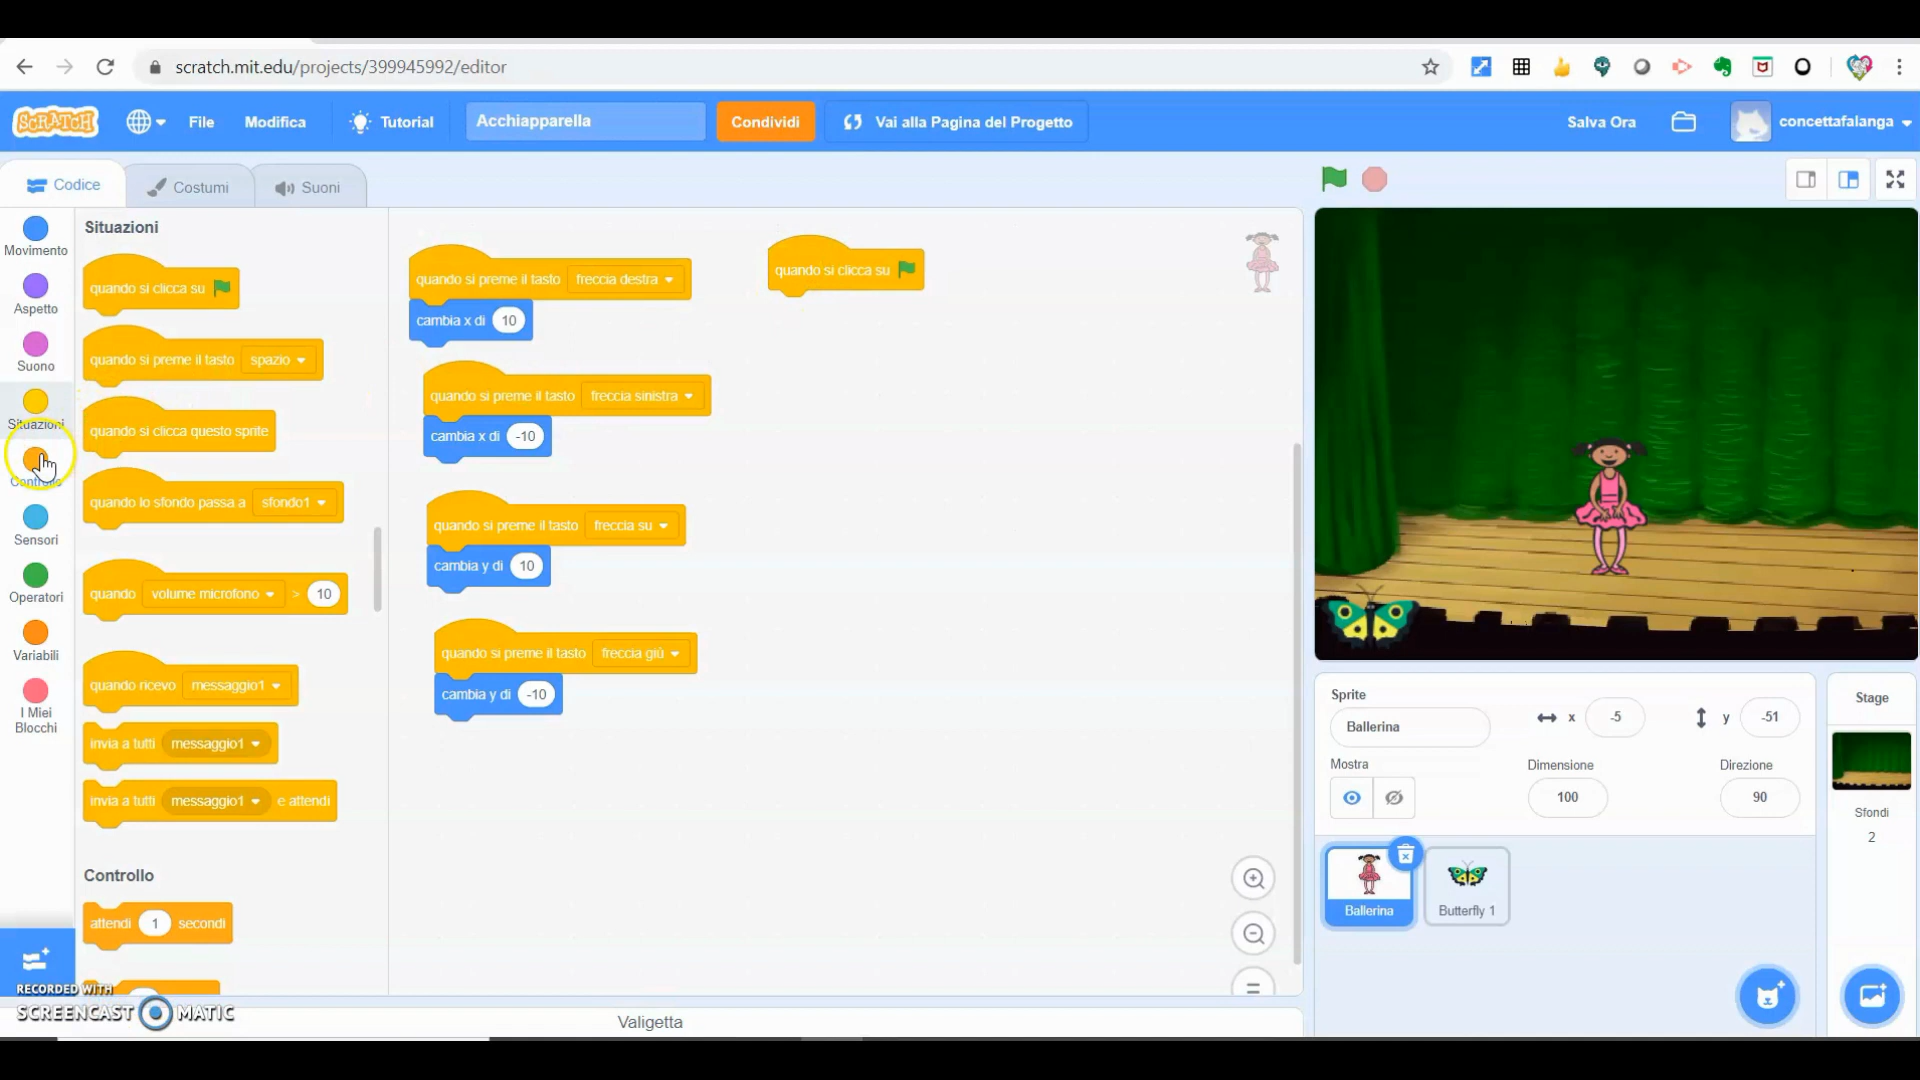 scratch.mit.edu/projects/399945992/editor
SCRATCH
File
Modifica
Tutorial
Acchiapparella
Condividi
Vai alla Pagina del Progetto
Salva Ora
concettafalanga
Codice
Costumi
Suoni
Movimento
Aspetto
Suono
Situazioni
Controllo
Sensori
Operatori
Variabili
I Miei
Blocchi
Situazioni
quando si clicca su
quando si preme il tasto spazio
quando si clicca questo sprite
quando lo sfondo passa a sfondo1
quando volume microfono > 10
quando ricevo messaggio1
invia a tutti messaggio1
invia a tutti messaggio1 e attendi
Controllo
attendi 1 secondi
quando si preme il tasto freccia destra
cambia x di 10
quando si preme il tasto freccia sinistra
cambia x di -10
quando si preme il tasto freccia su
cambia y di 10
quando si preme il tasto freccia giù
cambia y di -10
quando si clicca su
Sprite
Ballerina
x -5
y -51
Mostra
Dimensione
100
Direzione
90
Ballerina
Butterfly 1
Stage
Sfondi
2
Valigetta
RECORDED WITH
SCREENCAST MATIC